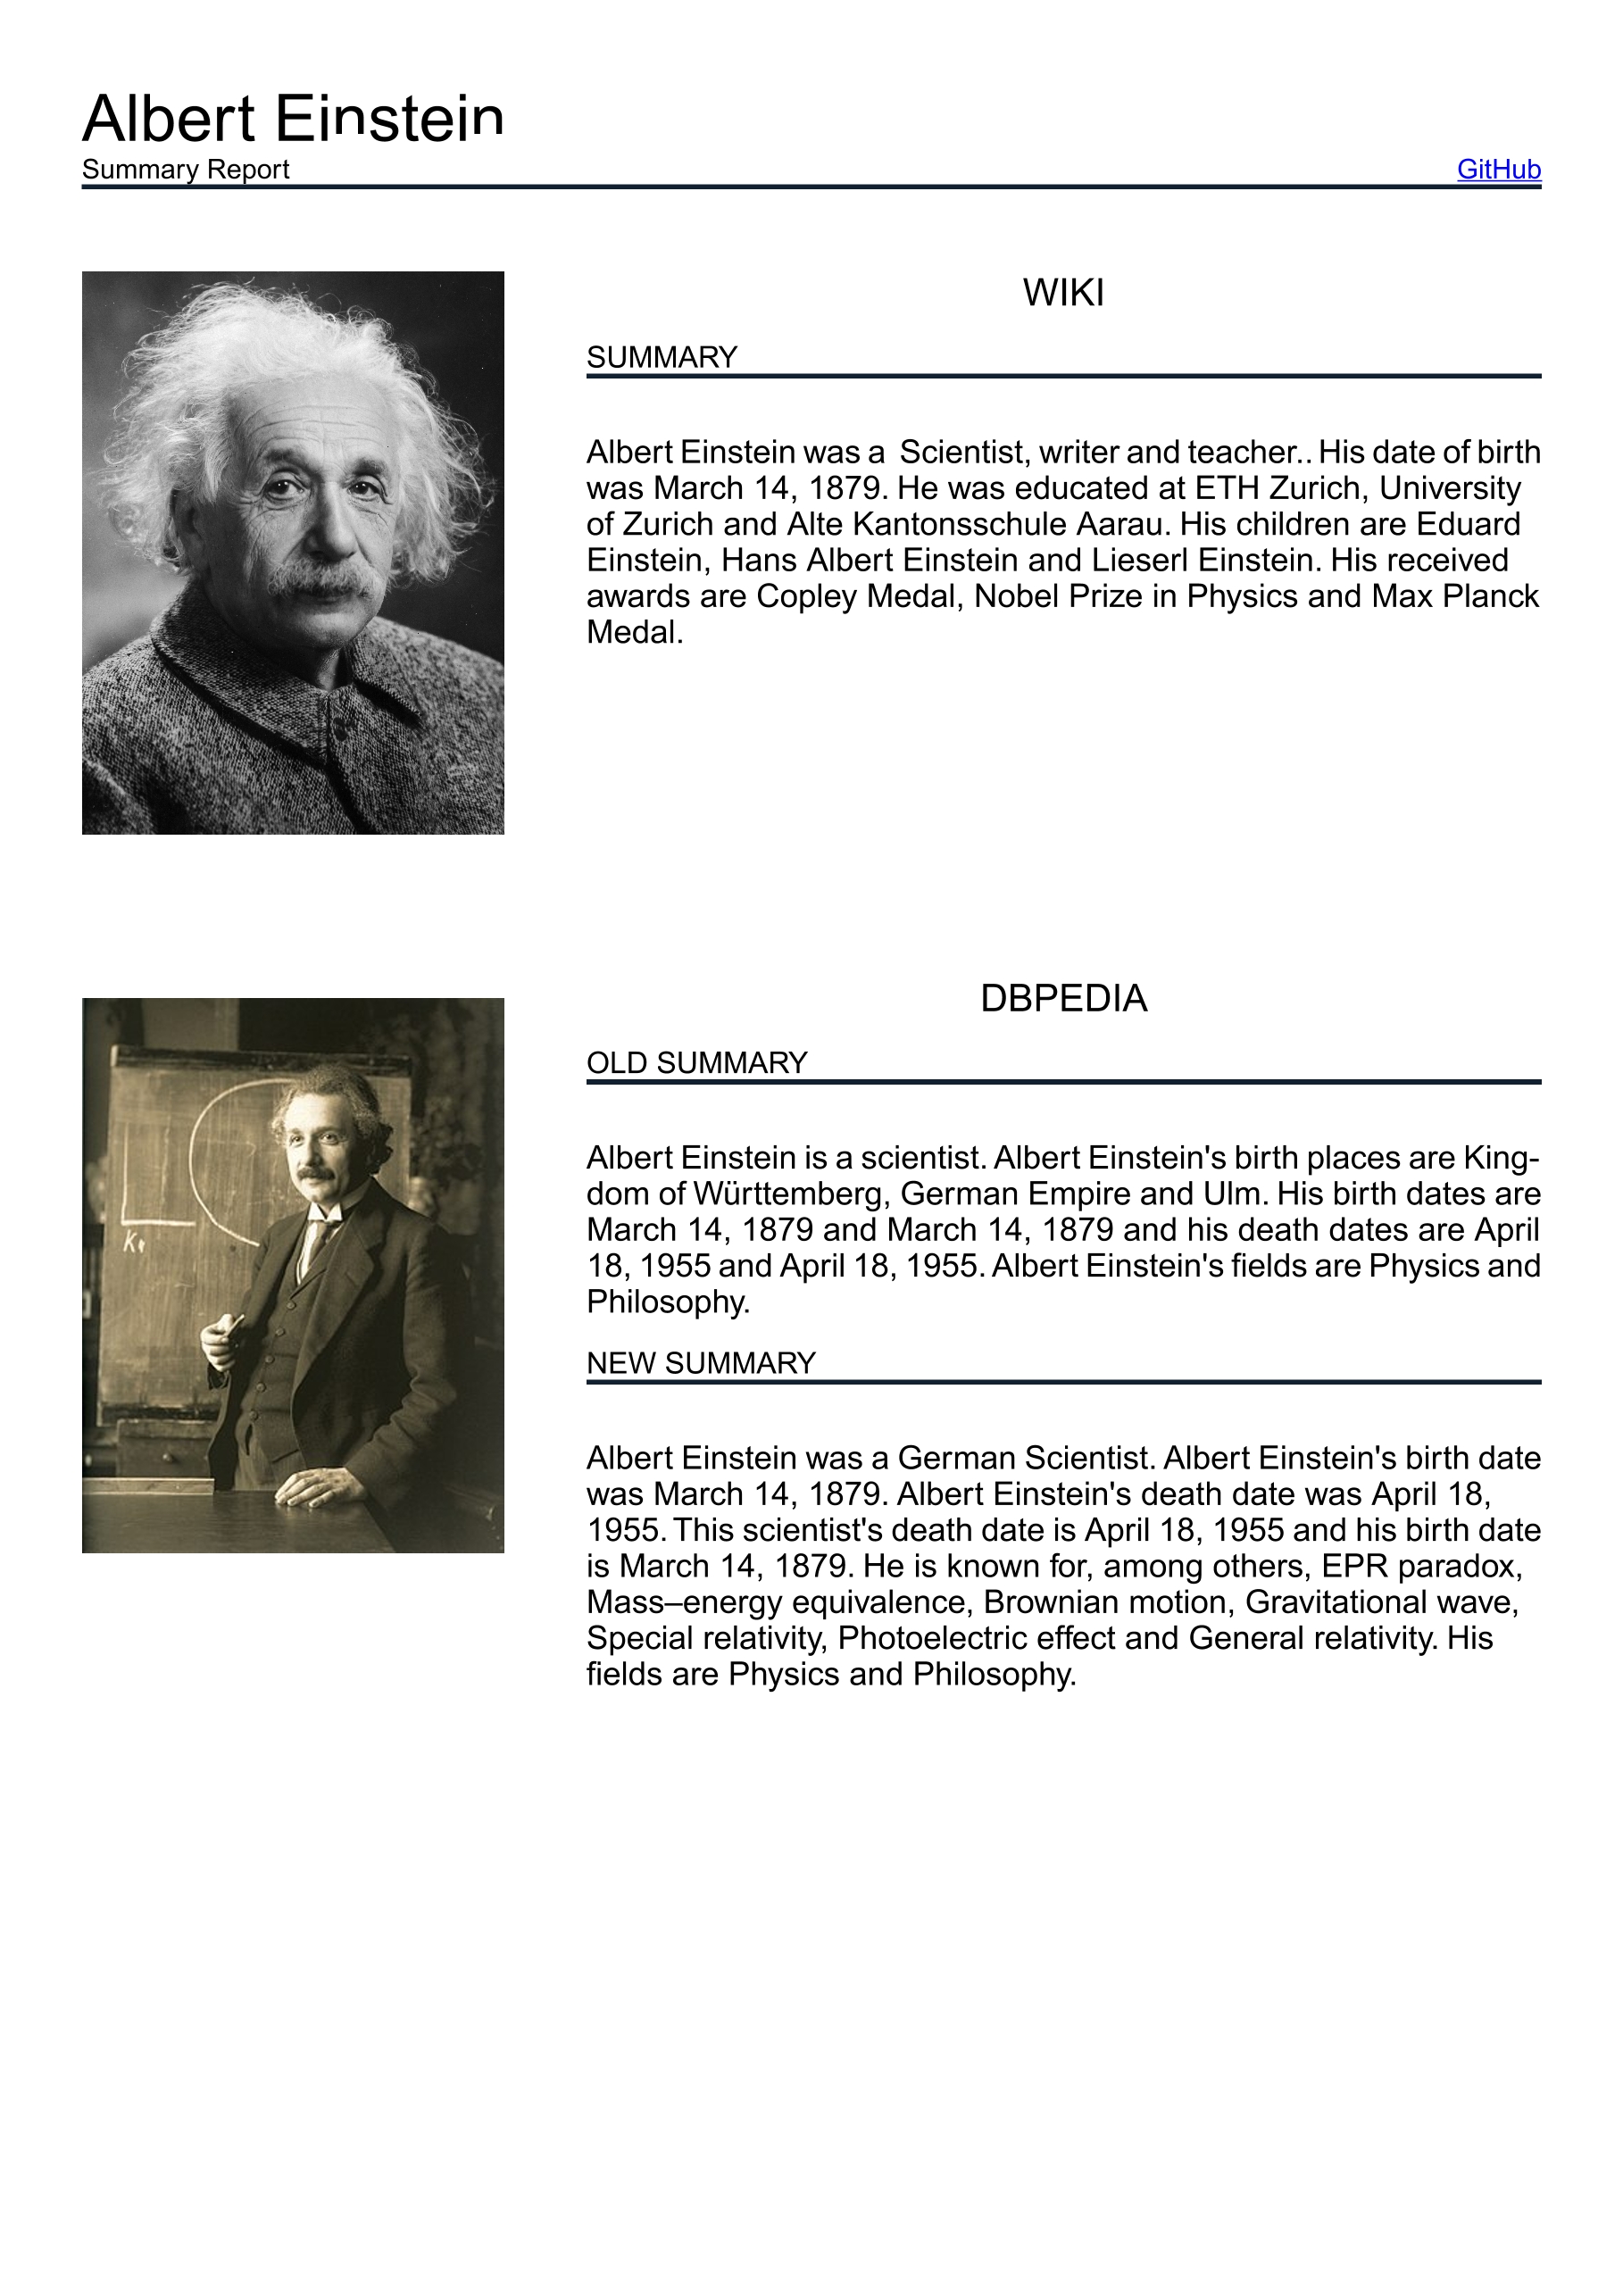 Albert Einstein
Summary Report
GitHub
WIKI
SUMMARY
Albert Einstein was a  Scientist, writer and teacher.. His date of birth
was March 14, 1879. He was educated at ETH Zurich, University
of Zurich and Alte Kantonsschule Aarau. His children are Eduard
Einstein, Hans Albert Einstein and Lieserl Einstein. His received
awards are Copley Medal, Nobel Prize in Physics and Max Planck
Medal.
DBPEDIA
OLD SUMMARY
Albert Einstein is a scientist. Albert Einstein's birth places are King-
dom of Württemberg, German Empire and Ulm. His birth dates are
March 14, 1879 and March 14, 1879 and his death dates are April
18, 1955 and April 18, 1955. Albert Einstein's fields are Physics and
Philosophy.
NEW SUMMARY
Albert Einstein was a German Scientist. Albert Einstein's birth date
was March 14, 1879. Albert Einstein's death date was April 18,
1955. This scientist's death date is April 18, 1955 and his birth date
is March 14, 1879. He is known for, among others, EPR paradox,
Mass–energy equivalence, Brownian motion, Gravitational wave,
Special relativity, Photoelectric effect and General relativity. His
fields are Physics and Philosophy.